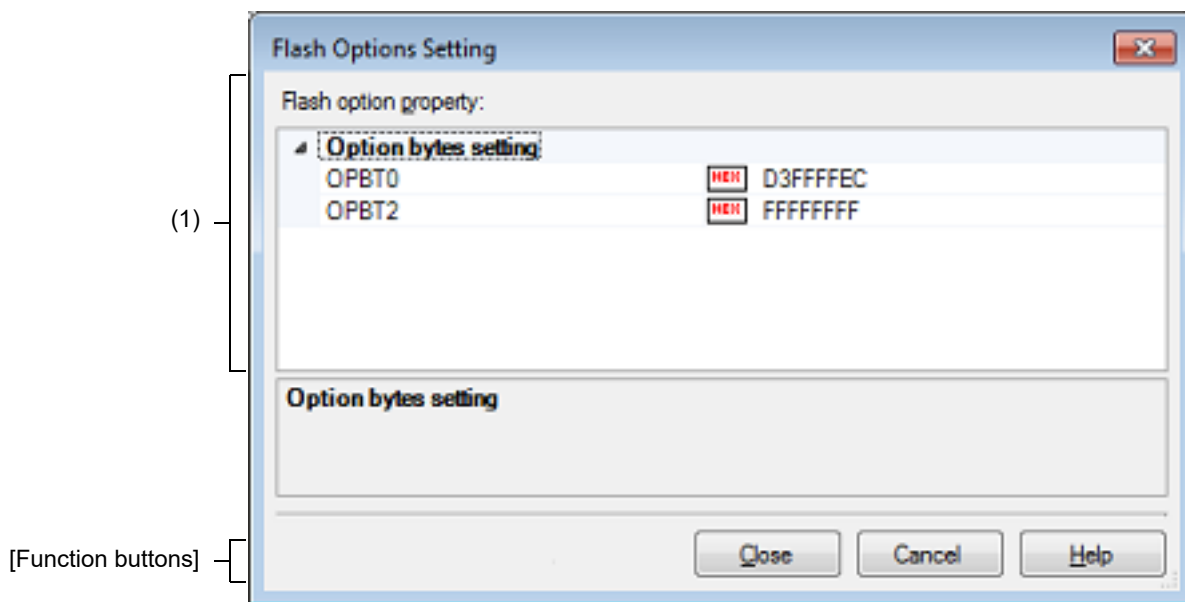 Flash Options Setting
Flash option property:
Option bytes setting
OPBT0 HEX D3FFFFEC
OPBT2 HEX FFFFFFFF
(1)
Option bytes setting
[Function buttons]
Close Cancel Help